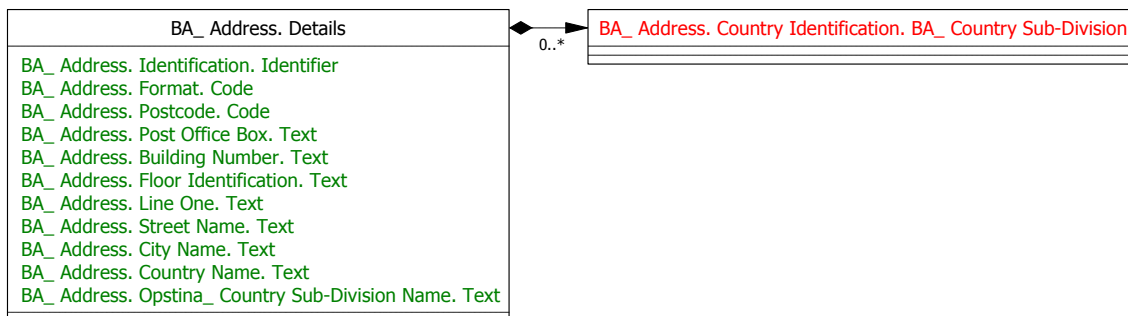 BA_ Address. Details
0..*
BA_ Address. Country Identification. BA_ Country Sub-Division
BA_ Address. Identification. Identifier
BA_ Address. Format. Code
BA_ Address. Postcode. Code
BA_ Address. Post Office Box. Text
BA_ Address. Building Number. Text
BA_ Address. Floor Identification. Text
BA_ Address. Line One. Text
BA_ Address. Street Name. Text
BA_ Address. City Name. Text
BA_ Address. Country Name. Text
BA_ Address. Opstina_ Country Sub-Division Name. Text